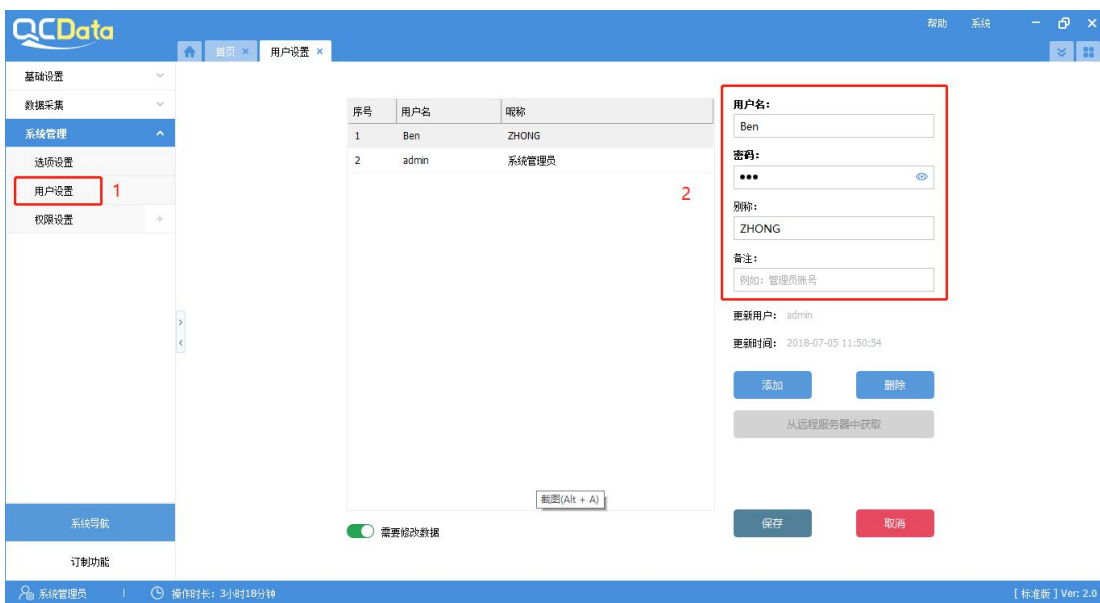 QCData
帮助 系统
首页 × 用户设置 ×
基础设置
数据采集
系统管理
选项设置
用户设置 1
权限设置
序号 用户名 昵称
1 Ben ZHONG
2 admin 系统管理员
2
用户名:
Ben
密码:
•••
别称:
ZHONG
备注:
例如: 管理员账号
更新用户: admin
更新时间: 2018-07-05 11:50:54
添加 删除
从远程服务器中获取
截图(Alt + A)
需要修改数据
保存 取消
系统导航
订制功能
系统管理员 | 操作时长: 3小时18分钟
[ 标准版 ] Ver: 2.0